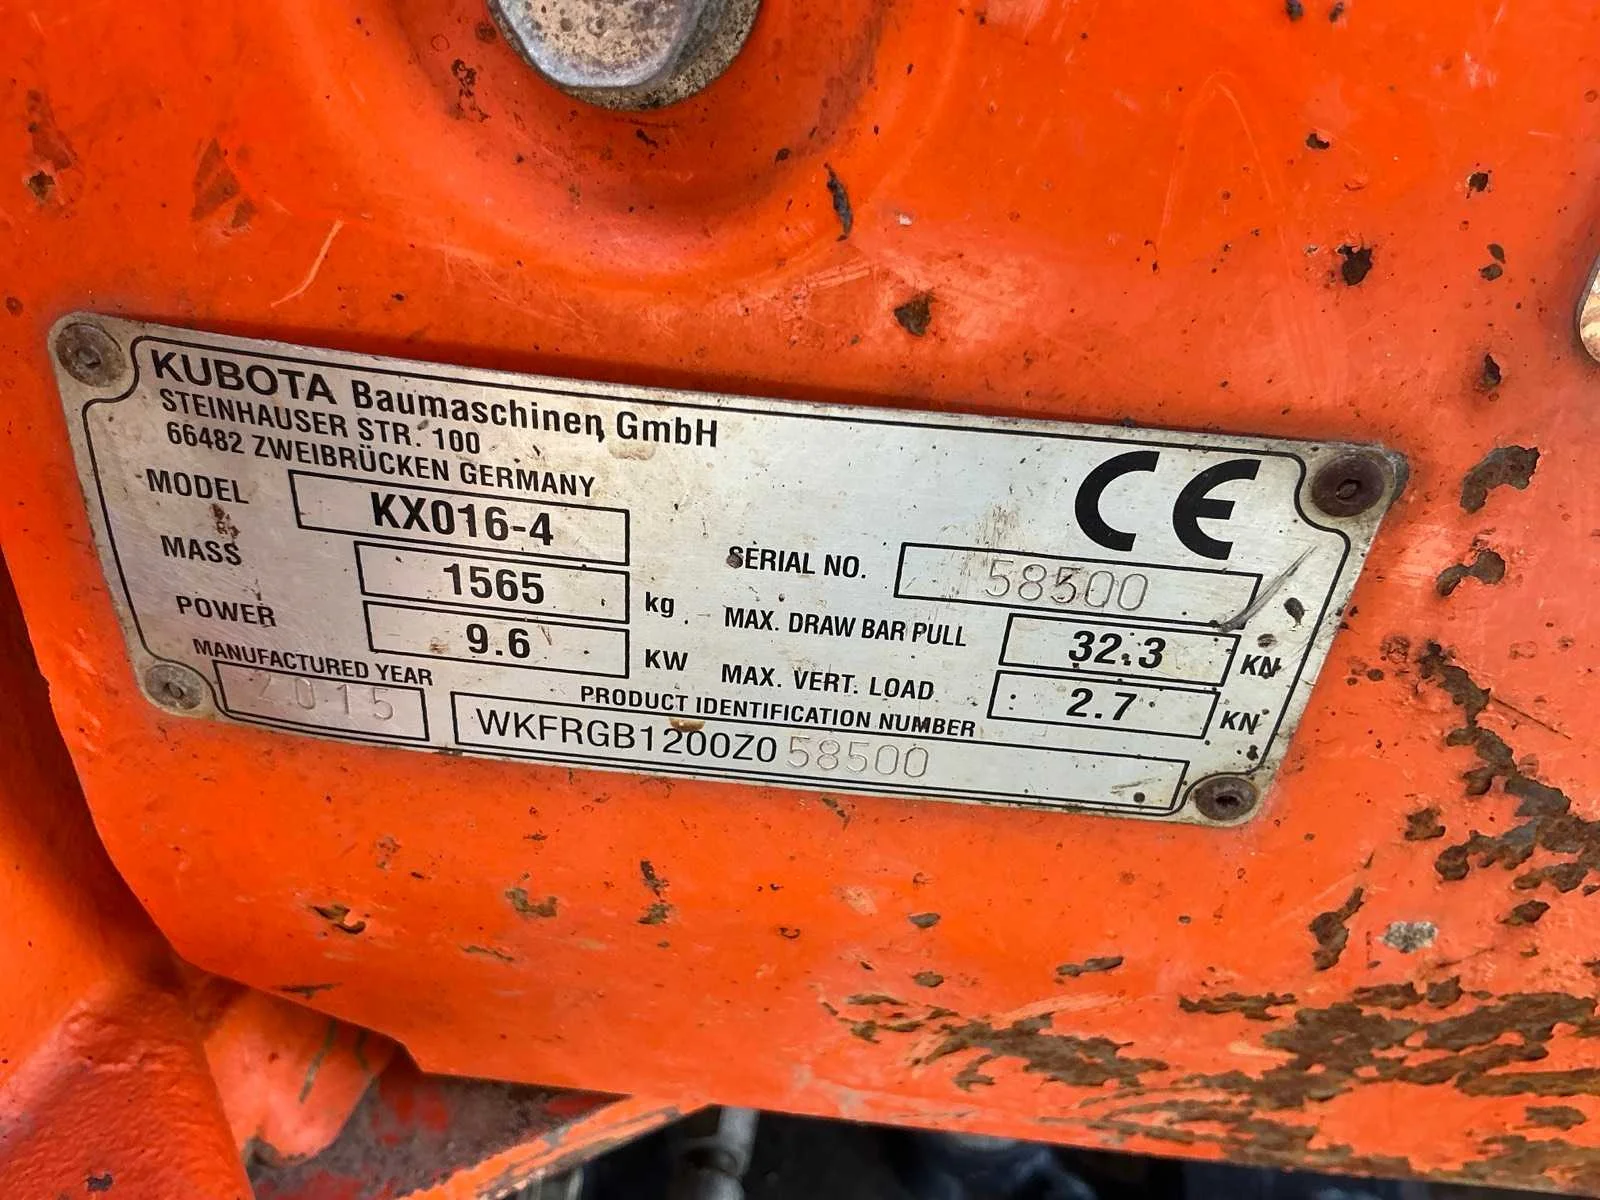 KUBOTA Baumaschinen GmbH
STEINHAUSER STR. 100
66482 ZWEIBRÜCKEN GERMANY
CE
MODEL KX016-4
MASS 1565 kg
POWER 9.6 KW
MANUFACTURED YEAR
2015
SERIAL NO. 58500
MAX. DRAW BAR PULL 32.3 KN
MAX. VERT. LOAD 2.7 KN
PRODUCT IDENTIFICATION NUMBER
WKFRGB1200Z058500